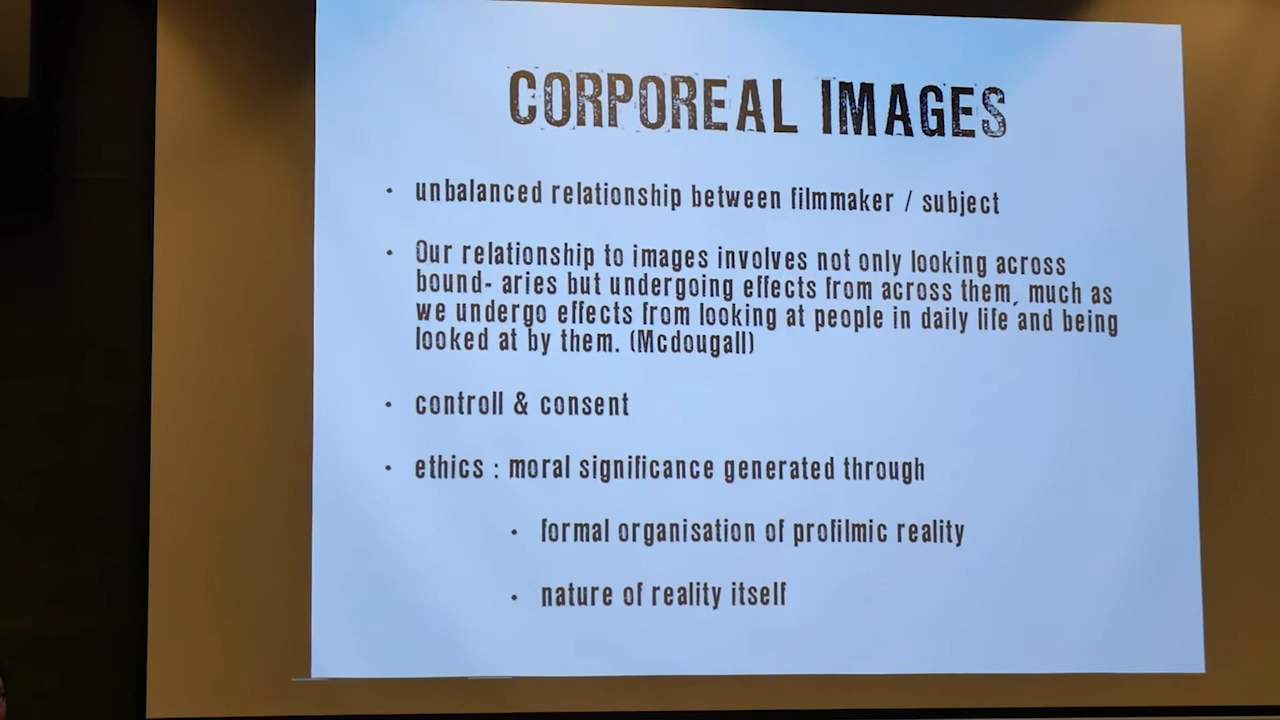 CORPOREAL IMAGES
• unbalanced relationship between filmmaker / subject
• Our relationship to images involves not only looking across
bound- aries but undergoing effects from across them, much as
we undergo effects from looking at people in daily life and being
looked at by them. (Mcdougall)
• controll & consent
• ethics : moral significance generated through
• formal organisation of profilmic reality
• nature of reality itself